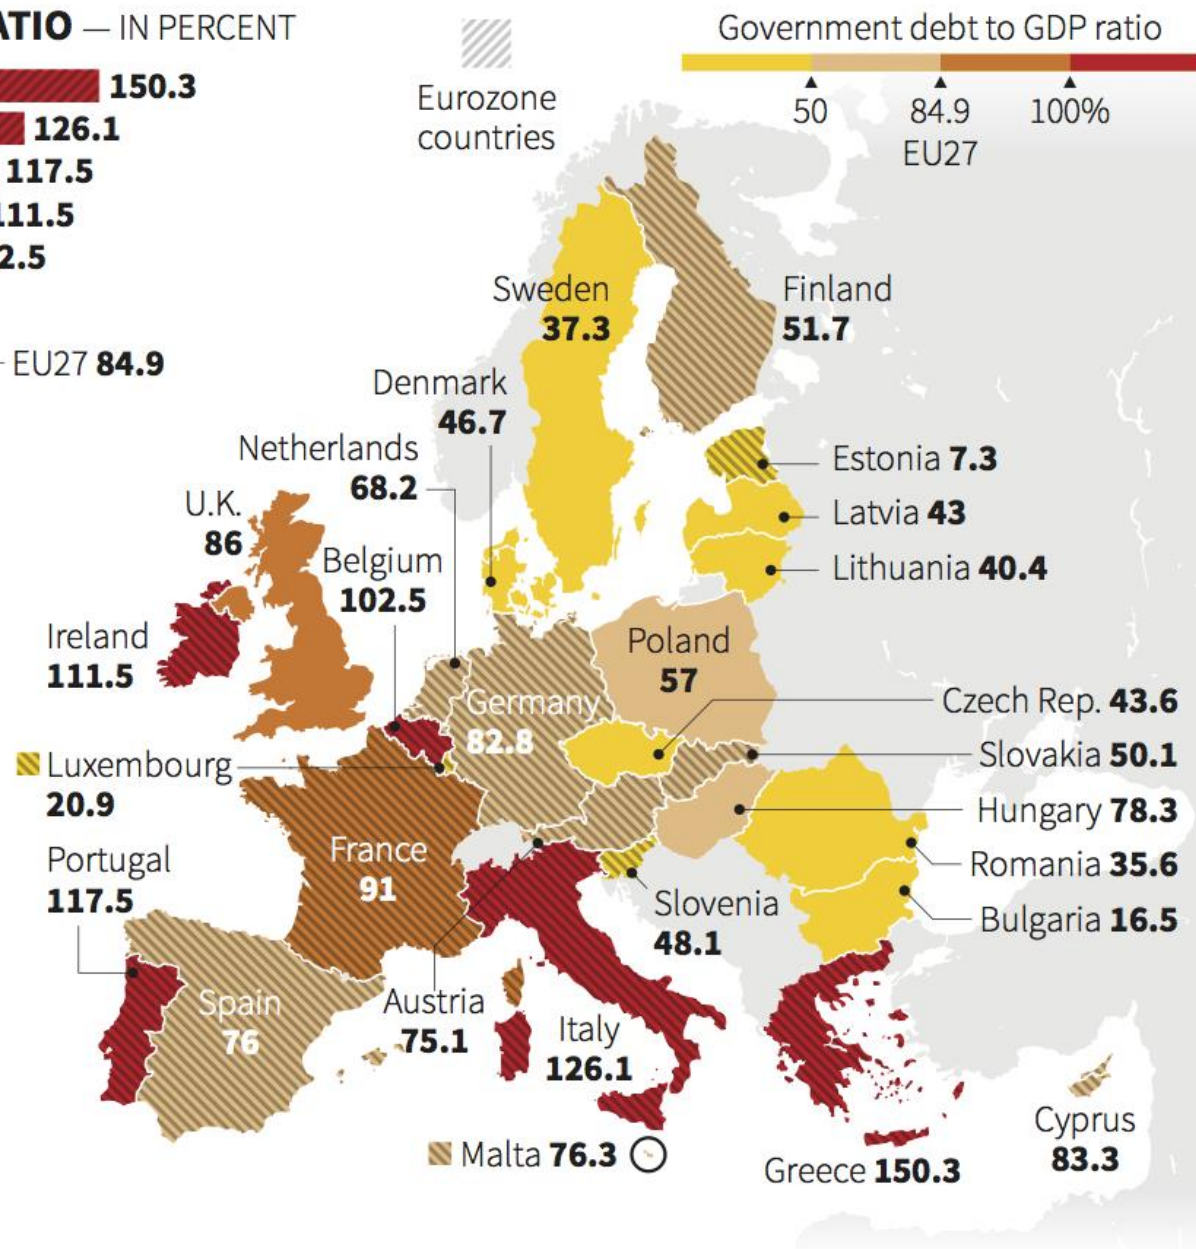 ATIO — IN PERCENT
150.3
126.1
117.5
111.5
2.5
EU27 84.9
Eurozone
countries
Government debt to GDP ratio
50 84.9 100%
EU27
Sweden
37.3
Finland
51.7
Denmark
46.7
Netherlands
68.2
U.K.
86
Belgium
102.5
Estonia 7.3
Latvia 43
Lithuania 40.4
Ireland
111.5
Poland
57
Germany
82.8
Czech Rep. 43.6
Slovakia 50.1
Luxembourg
20.9
Hungary 78.3
Romania 35.6
Bulgaria 16.5
Portugal
117.5
France
91
Slovenia
48.1
Spain
76
Austria
75.1
Italy
126.1
Malta 76.3
Greece 150.3
Cyprus
83.3